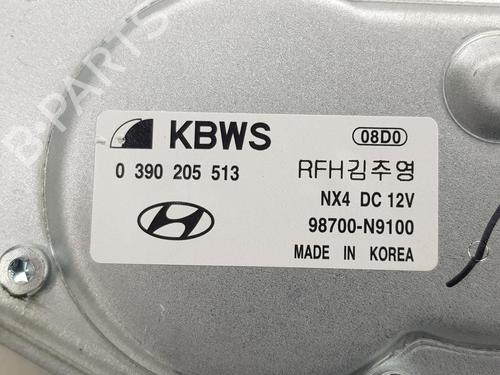 B-PARTS
KBWS 08D0
0 390 205 513 RFH김주영
NX4 DC 12V
98700-N9100
MADE IN KOREA